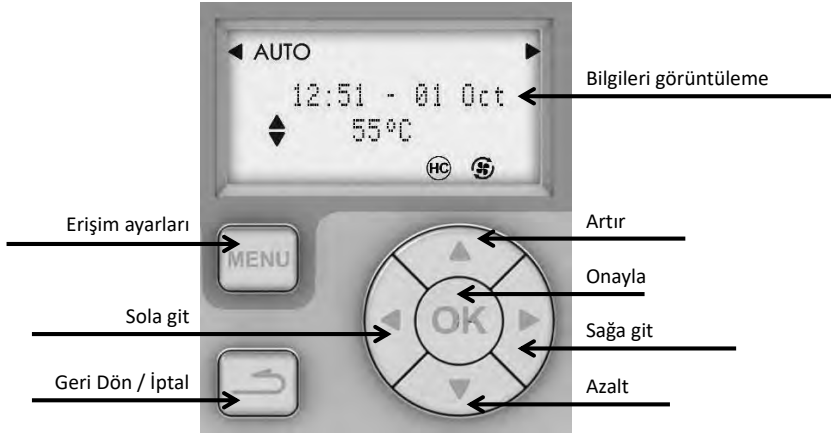 AUTO
12:51 - 01 Oct
55ºC
HC
Bilgileri görüntüleme
Erişim ayarları
MENU
Artır
Onayla
OK
Sola git
Sağa git
Geri Dön / İptal
Azalt